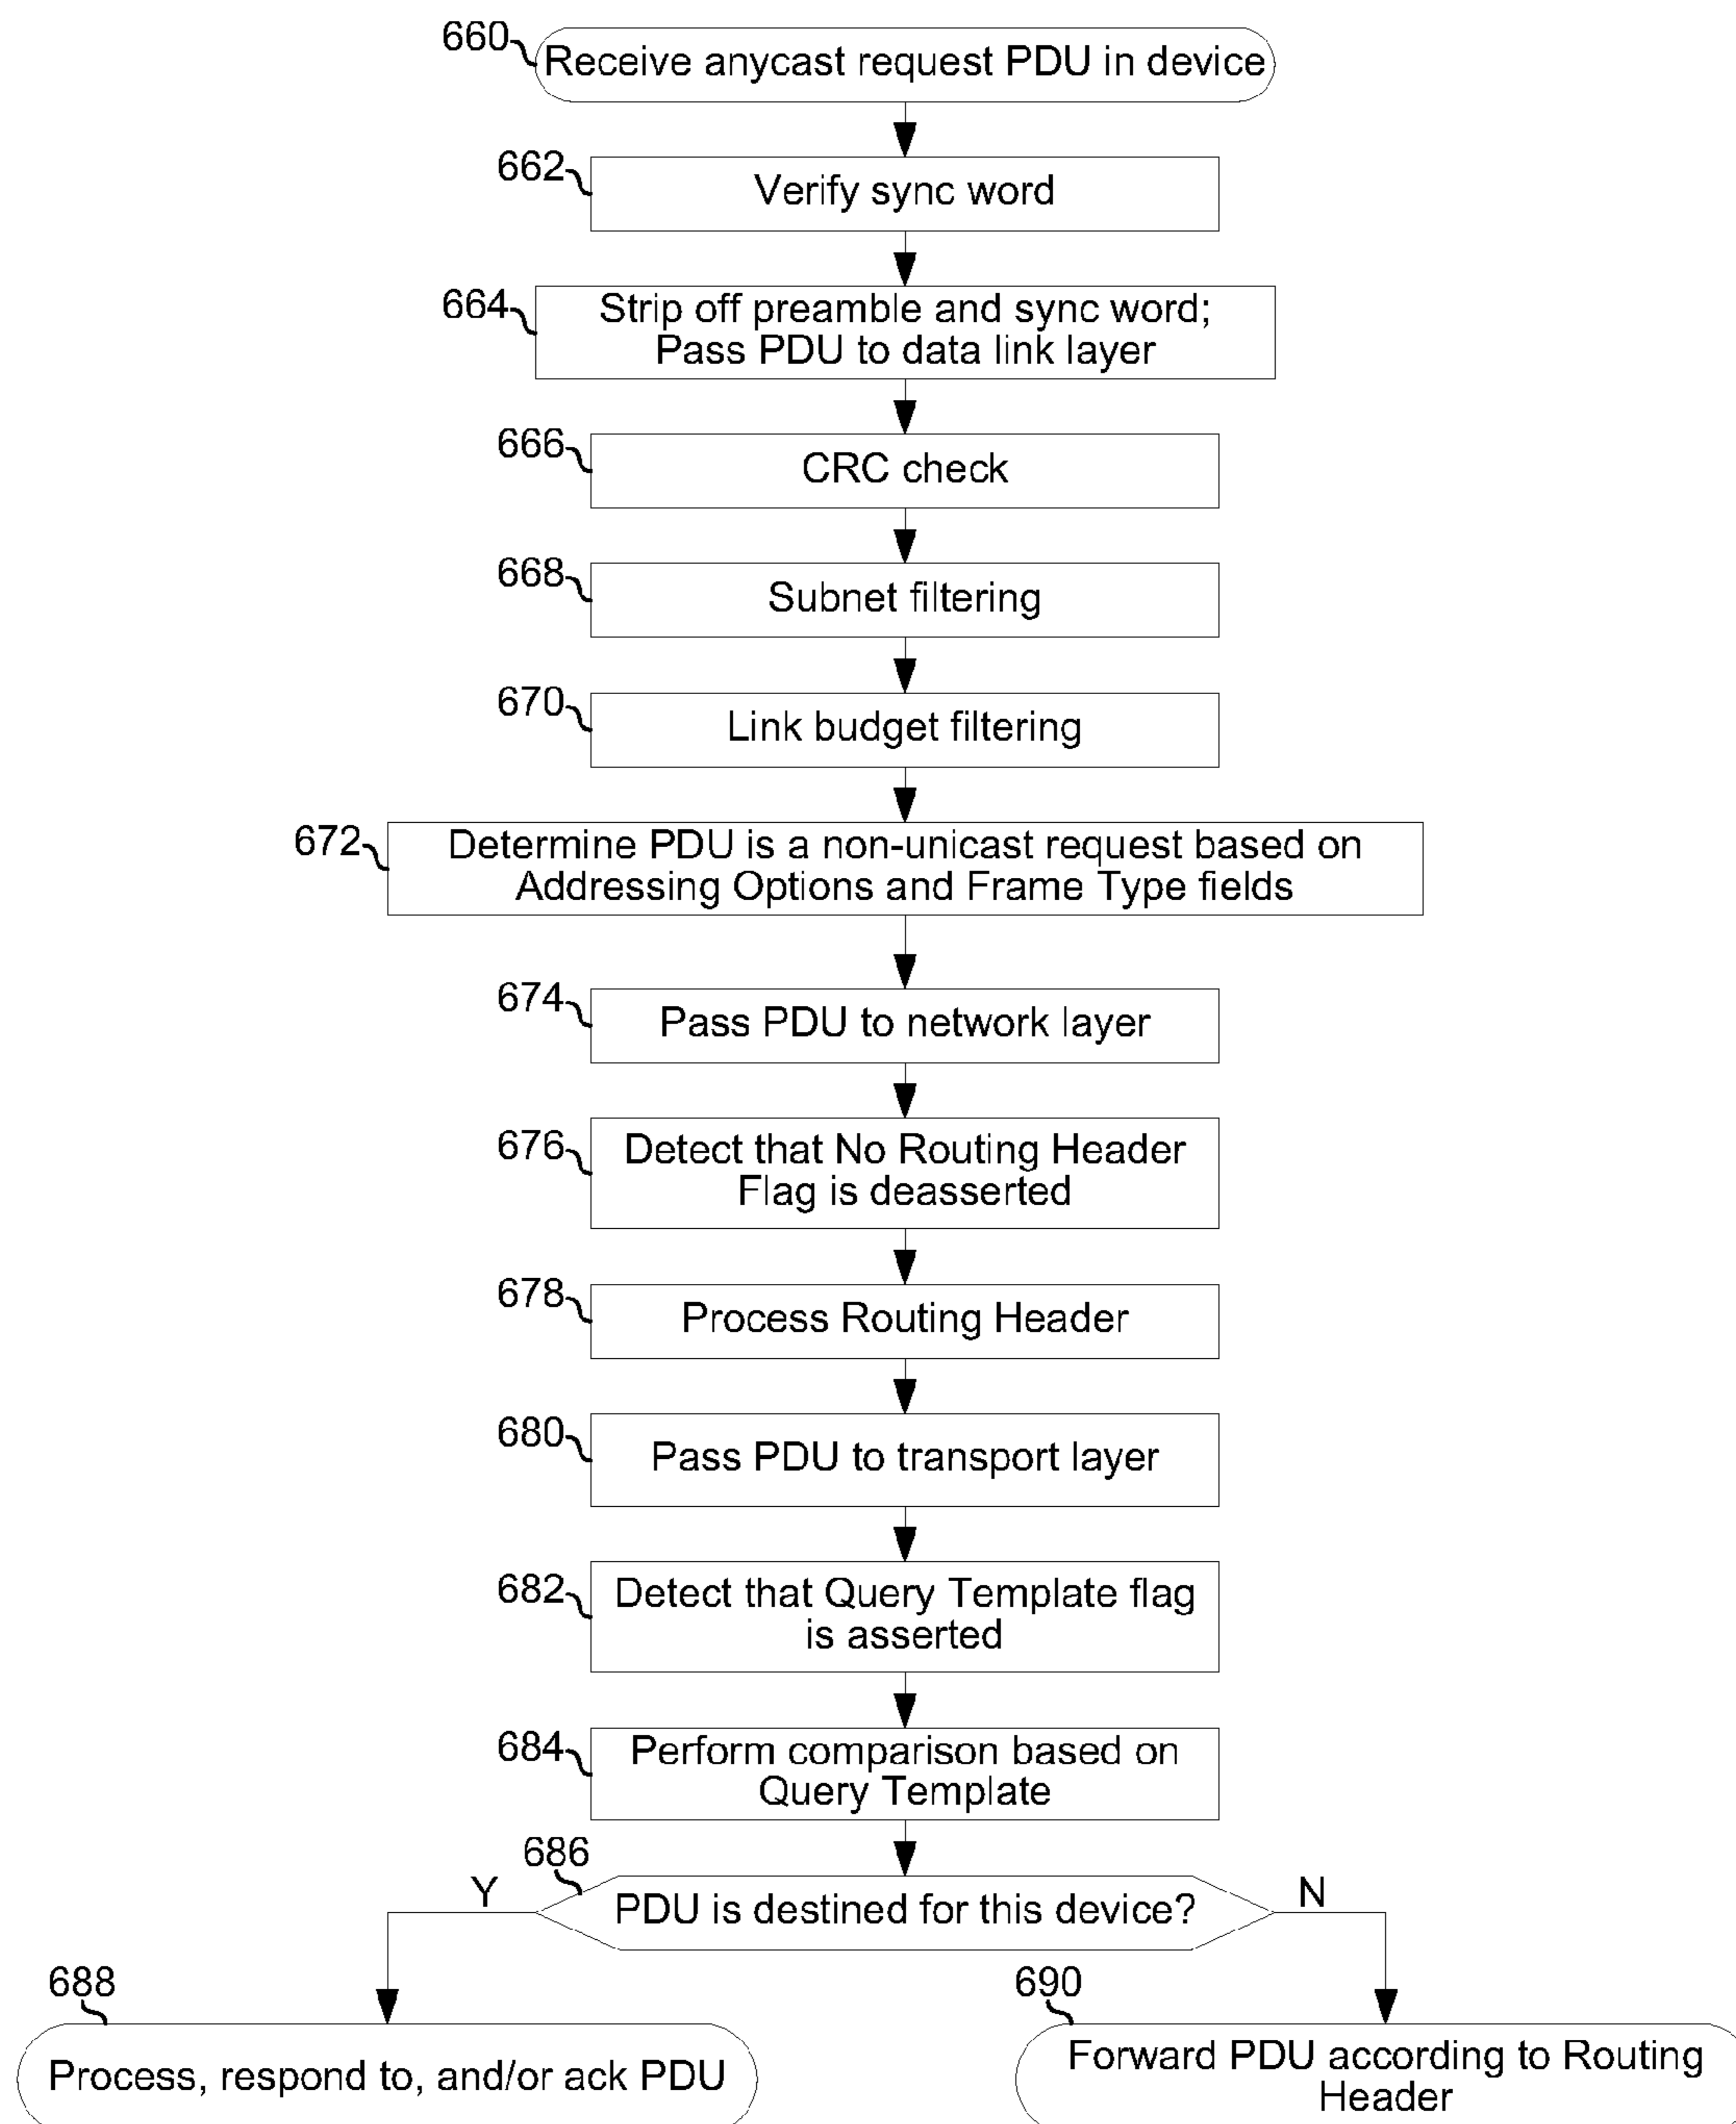 660
Receive anycast request PDU in device
662
Verify sync word
664
Strip off preamble and sync word;
Pass PDU to data link layer
666
CRC check
668
Subnet filtering
670
Link budget filtering
672
Determine PDU is a non-unicast request based on
Addressing Options and Frame Type fields
674
Pass PDU to network layer
676
Detect that No Routing Header
Flag is deasserted
678
Process Routing Header
680
Pass PDU to transport layer
682
Detect that Query Template flag
is asserted
684
Perform comparison based on
Query Template
686
Y
PDU is destined for this device?
N
688
Process, respond to, and/or ack PDU
690
Forward PDU according to Routing
Header